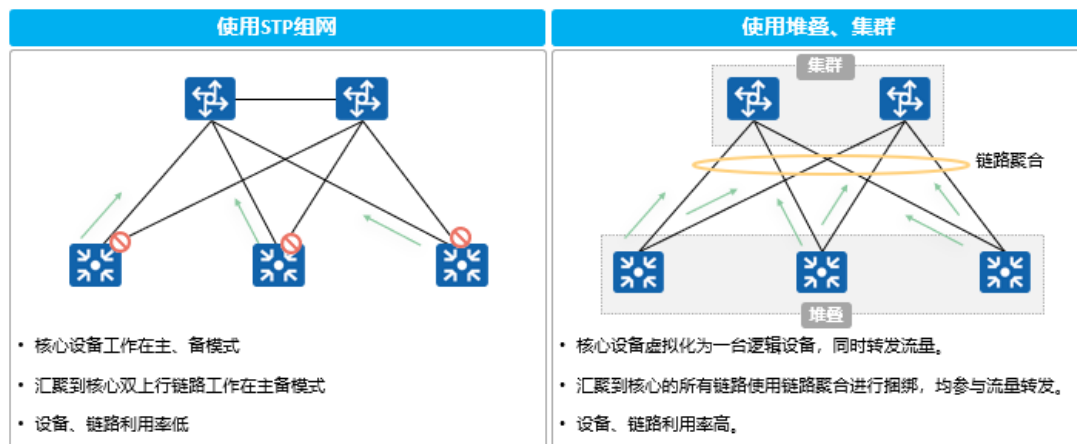 使用STP组网
使用堆叠、集群
集群
链路聚合
堆叠
• 核心设备工作在主、备模式
• 汇聚到核心双上行链路工作在主备模式
• 设备、链路利用率低
• 核心设备虚拟化为一台逻辑设备，同时转发流量。
• 汇聚到核心的所有链路使用链路聚合进行捆绑，均参与流量转发。
• 设备、链路利用率高。